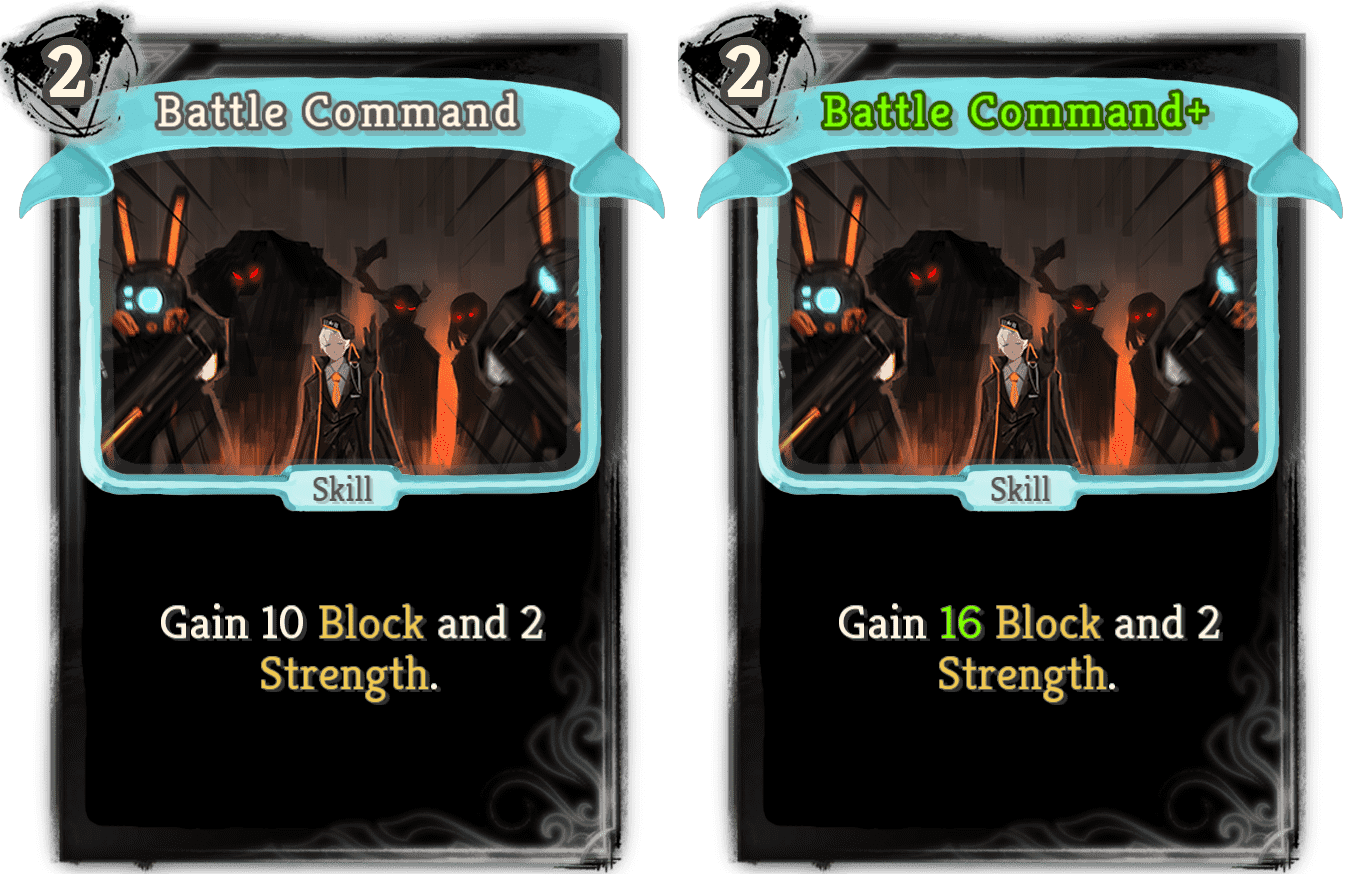 2
Battle Command
Skill
Gain 10 Block and 2
Strength.
2
Battle Command+
Skill
Gain 16 Block and 2
Strength.